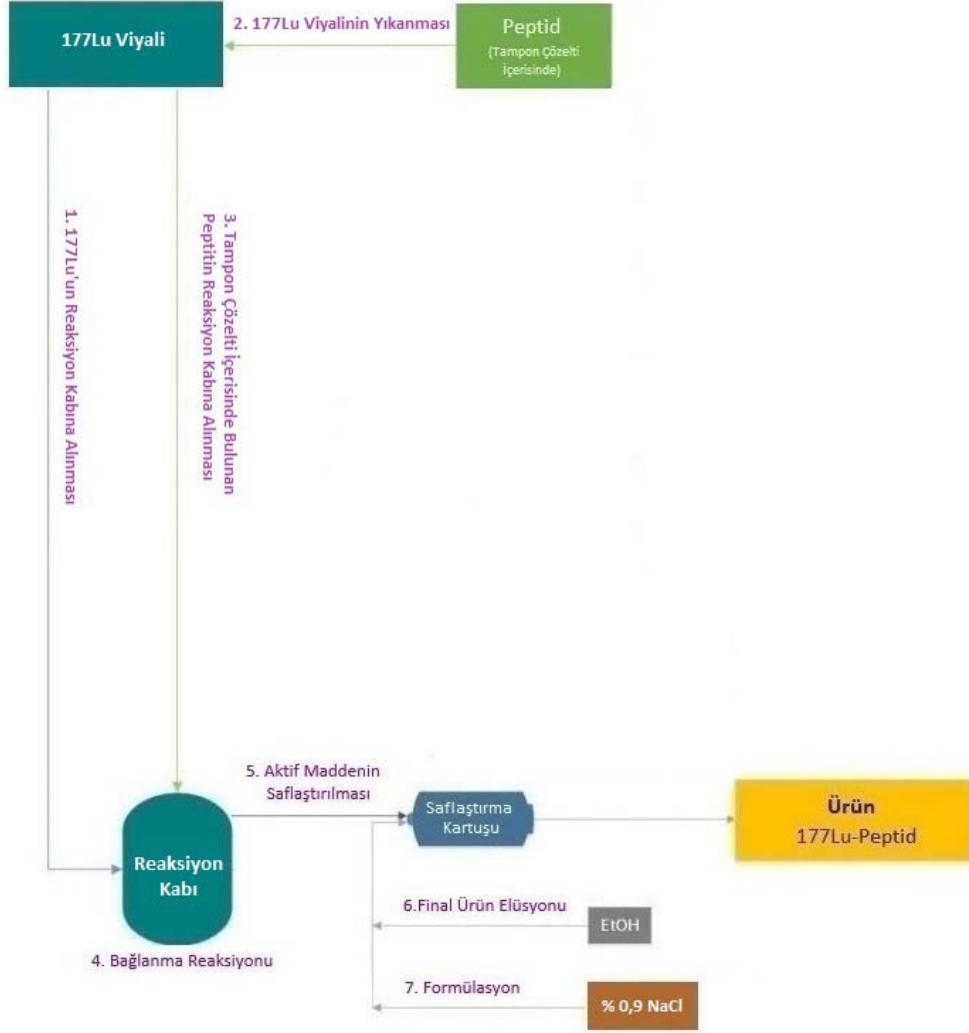 177Lu Viyali
2. 177Lu Viyalinin Yıkanması
Peptid
(Tampon Çözelti
İçerisinde)
1. 177Lu'un Reaksiyon Kabına Alınması
3. Tampon Çözelti İçerisinde Bulunan
Peptitin Reaksiyon Kabına Alınması
5. Aktif Maddenin
Saflaştırılması
Saflaştırma
Kartuşu
Ürün
177Lu-Peptid
Reaksiyon
Kabı
4. Bağlanma Reaksiyonu
6.Final Ürün Elüsyonu
EtOH
7. Formülasyon
% 0,9 NaCl